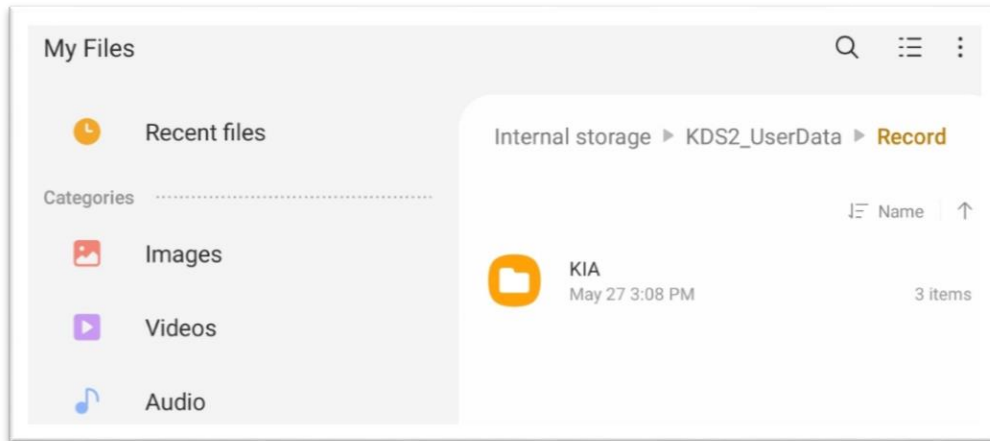 My Files
Recent files
Categories
Images
Videos
Audio
Internal storage ▶ KDS2_UserData ▶ Record
Name
KIA
May 27 3:08 PM
3 items